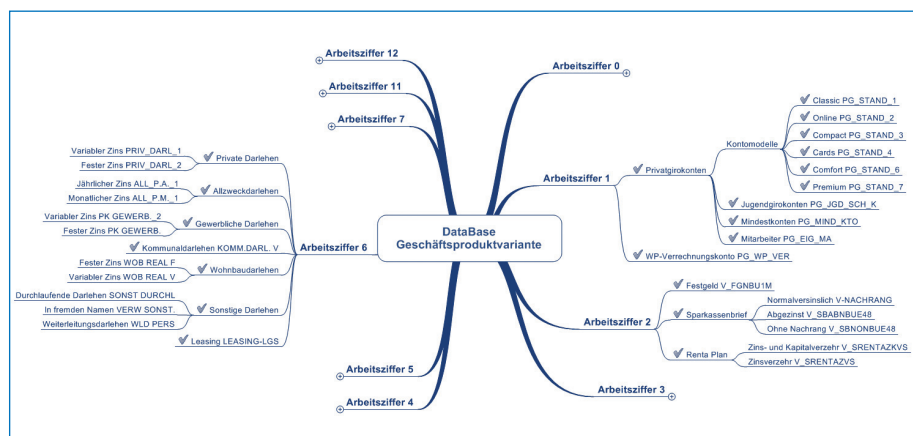 DataBase
Geschäftsproduktvariante
Arbeitsziffer 0
Arbeitsziffer 1
Privatgirokonten
Kontomodelle
Classic PG_STAND_1
Online PG_STAND_2
Compact PG_STAND_3
Cards PG_STAND_4
Comfort PG_STAND_6
Premium PG_STAND_7
Jugendgirokonten PG_JGD_SCH_K
Mindestkonten PG_MIND_KTO
Mitarbeiter PG_EIG_MA
WP-Verrechnungskonto PG_WP_VER
Arbeitsziffer 2
Festgeld V_FGNBU1M
Sparkassenbrief
Normalversinslich V-NACHRANG
Abgezinst V_SBABNBUE48
Ohne Nachrang V_SBNONBUE48
Renta Plan
Zins- und Kapitalverzehr V_SRENTAZKVS
Zinsverzehr V_SRENTAZVS
Arbeitsziffer 3
Arbeitsziffer 4
Arbeitsziffer 5
Arbeitsziffer 6
Private Darlehen
Variabler Zins PRIV_DARL_1
Fester Zins PRIV_DARL_2
Allzweckdarlehen
Jährlicher Zins ALL_P.A._1
Monatlicher Zins ALL_P.M._1
Gewerbliche Darlehen
Variabler Zins PK GEWERB._2
Fester Zins PK GEWERB.
Kommunaldarlehen KOMM.DARL. V
Wohnbaudarlehen
Fester Zins WOB REAL F
Variabler Zins WOB REAL V
Sonstige Darlehen
Durchlaufende Darlehen SONST DURCHL
In fremden Namen VERW SONST.
Weiterleitungsdarlehen WLD PERS
Leasing LEASING-LGS
Arbeitsziffer 7
Arbeitsziffer 11
Arbeitsziffer 12